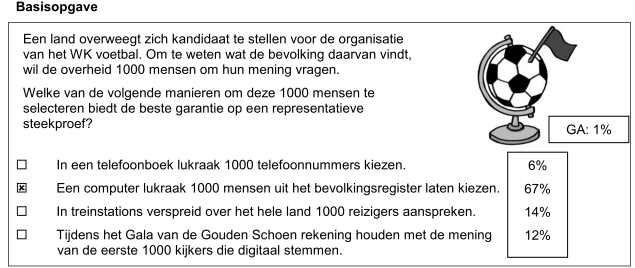 Basisopgave
Een land overweegt zich kandidaat te stellen voor de organisatie
van het WK voetbal. Om te weten wat de bevolking daarvan vindt,
wil de overheid 1000 mensen om hun mening vragen.
Welke van de volgende manieren om deze 1000 mensen te
selecteren biedt de beste garantie op een representatieve
steekproef?
GA: 1%
☐ In een telefoonboek lukraak 1000 telefoonnummers kiezen. 6%
☒ Een computer lukraak 1000 mensen uit het bevolkingsregister laten kiezen. 67%
☐ In treinstations verspreid over het hele land 1000 reizigers aanspreken. 14%
☐ Tijdens het Gala van de Gouden Schoen rekening houden met de mening 12%
van de eerste 1000 kijkers die digitaal stemmen.